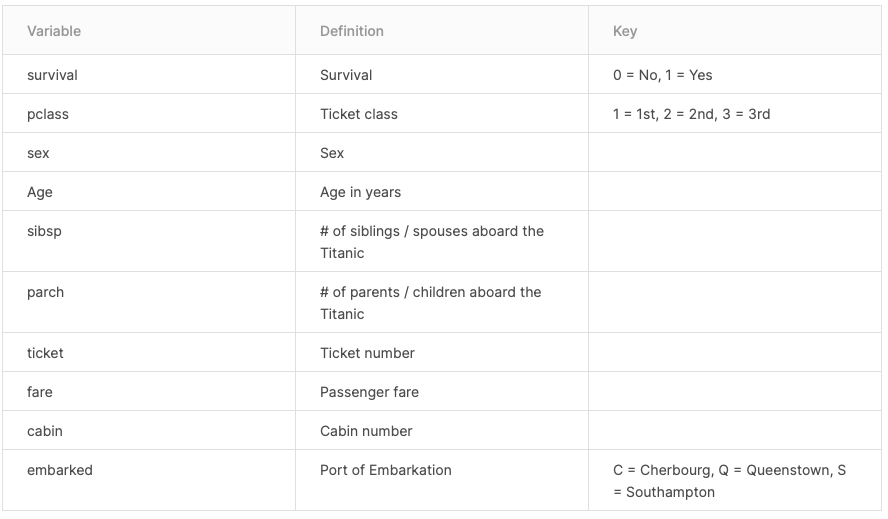 Variable Definition Key
survival Survival 0 = No, 1 = Yes
pclass Ticket class 1 = 1st, 2 = 2nd, 3 = 3rd
sex Sex
Age Age in years
sibsp # of siblings / spouses aboard the
Titanic
parch # of parents / children aboard the
Titanic
ticket Ticket number
fare Passenger fare
cabin Cabin number
embarked Port of Embarkation C = Cherbourg, Q = Queenstown, S
= Southampton